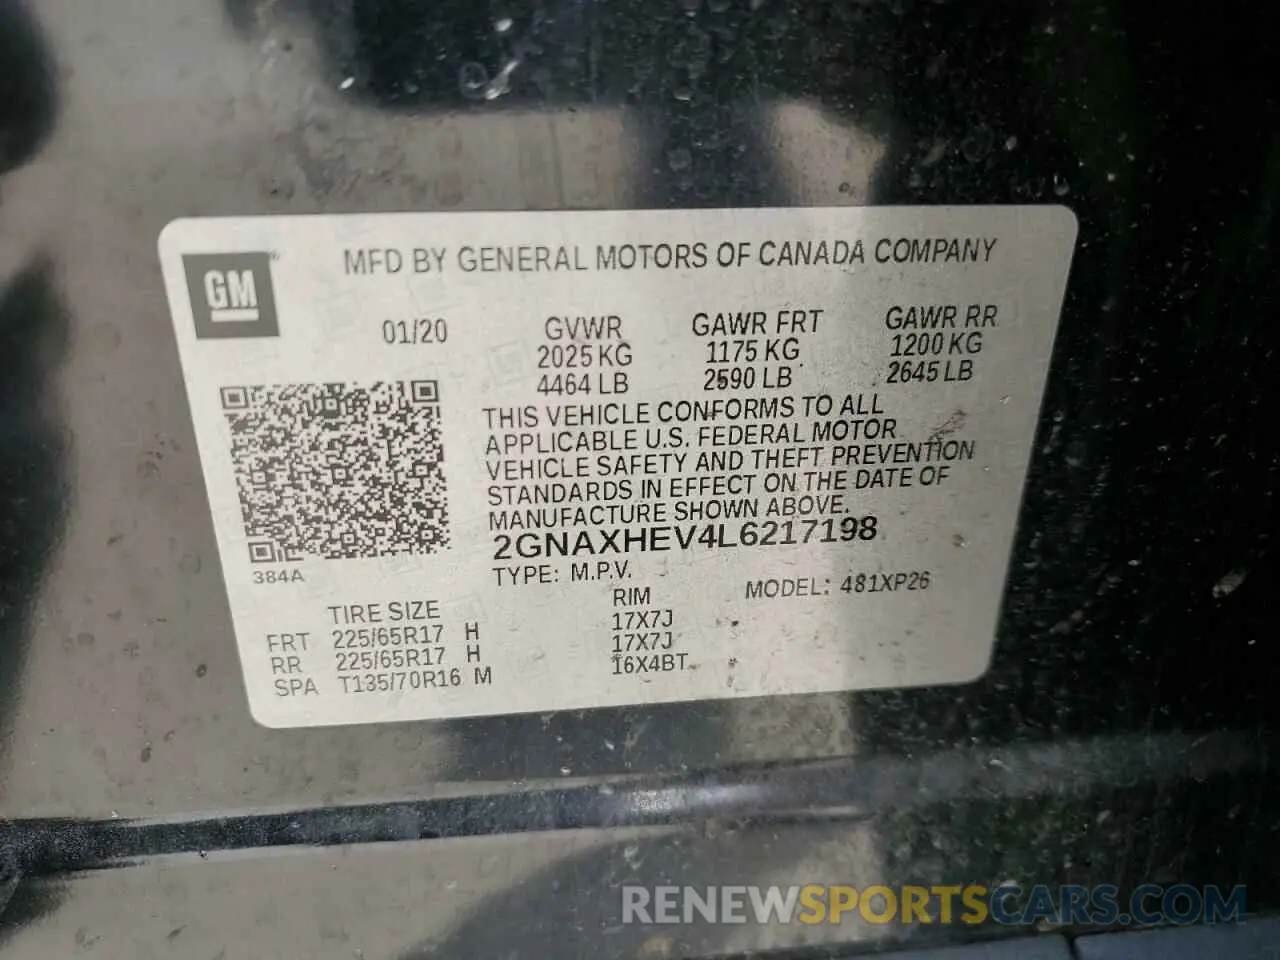 MFD BY GENERAL MOTORS OF CANADA COMPANY
GM
01/20 GVWR GAWR FRT GAWR RR
2025 KG 1175 KG 1200 KG
4464 LB 2590 LB 2645 LB
THIS VEHICLE CONFORMS TO ALL
APPLICABLE U.S. FEDERAL MOTOR
VEHICLE SAFETY AND THEFT PREVENTION
STANDARDS IN EFFECT ON THE DATE OF
MANUFACTURE SHOWN ABOVE.
2GNAXHEV4L6217198
384A
TYPE: M.P.V. MODEL: 481XP26
TIRE SIZE RIM
FRT 225/65R17 H 17X7J
RR 225/65R17 H 17X7J
SPA T135/70R16 M 16X4BT
RENEWSPORTSCARS.COM